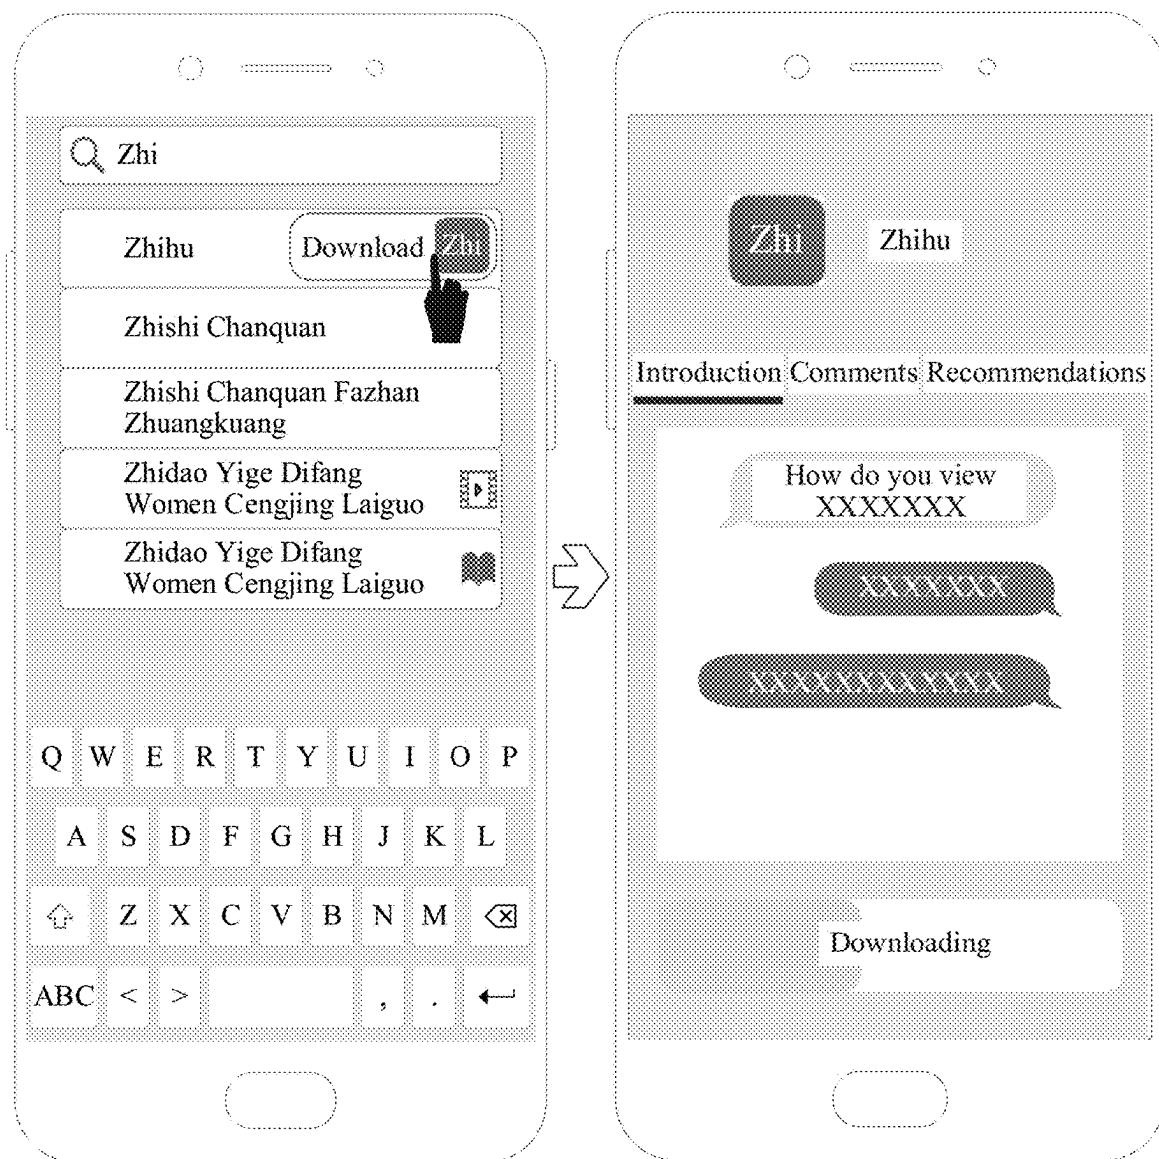 Zhi
Zhihu Download Zhi
Zhishi Chanquan
Zhishi Chanquan Fazhan
Zhuangkuang
Zhidao Yige Difang
Women Cengjing Laiguo
Zhidao Yige Difang
Women Cengjing Laiguo
Q W E R T Y U I O P
A S D F G H J K L
Z X C V B N M
ABC < > , .
Zhi Zhihu
Introduction Comments Recommendations
How do you view
XXXXXXX
XXXXXXX
XXXXXXXXXXXX
Downloading